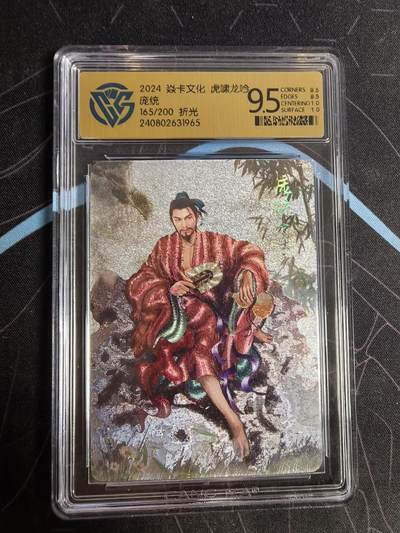 2024 焱卡文化 虎啸龙吟
庞统
165/200 折光
240802631965
9.5
CORNERS 9.5
EDGES 9.5
CENTERING 10
SURFACE 10